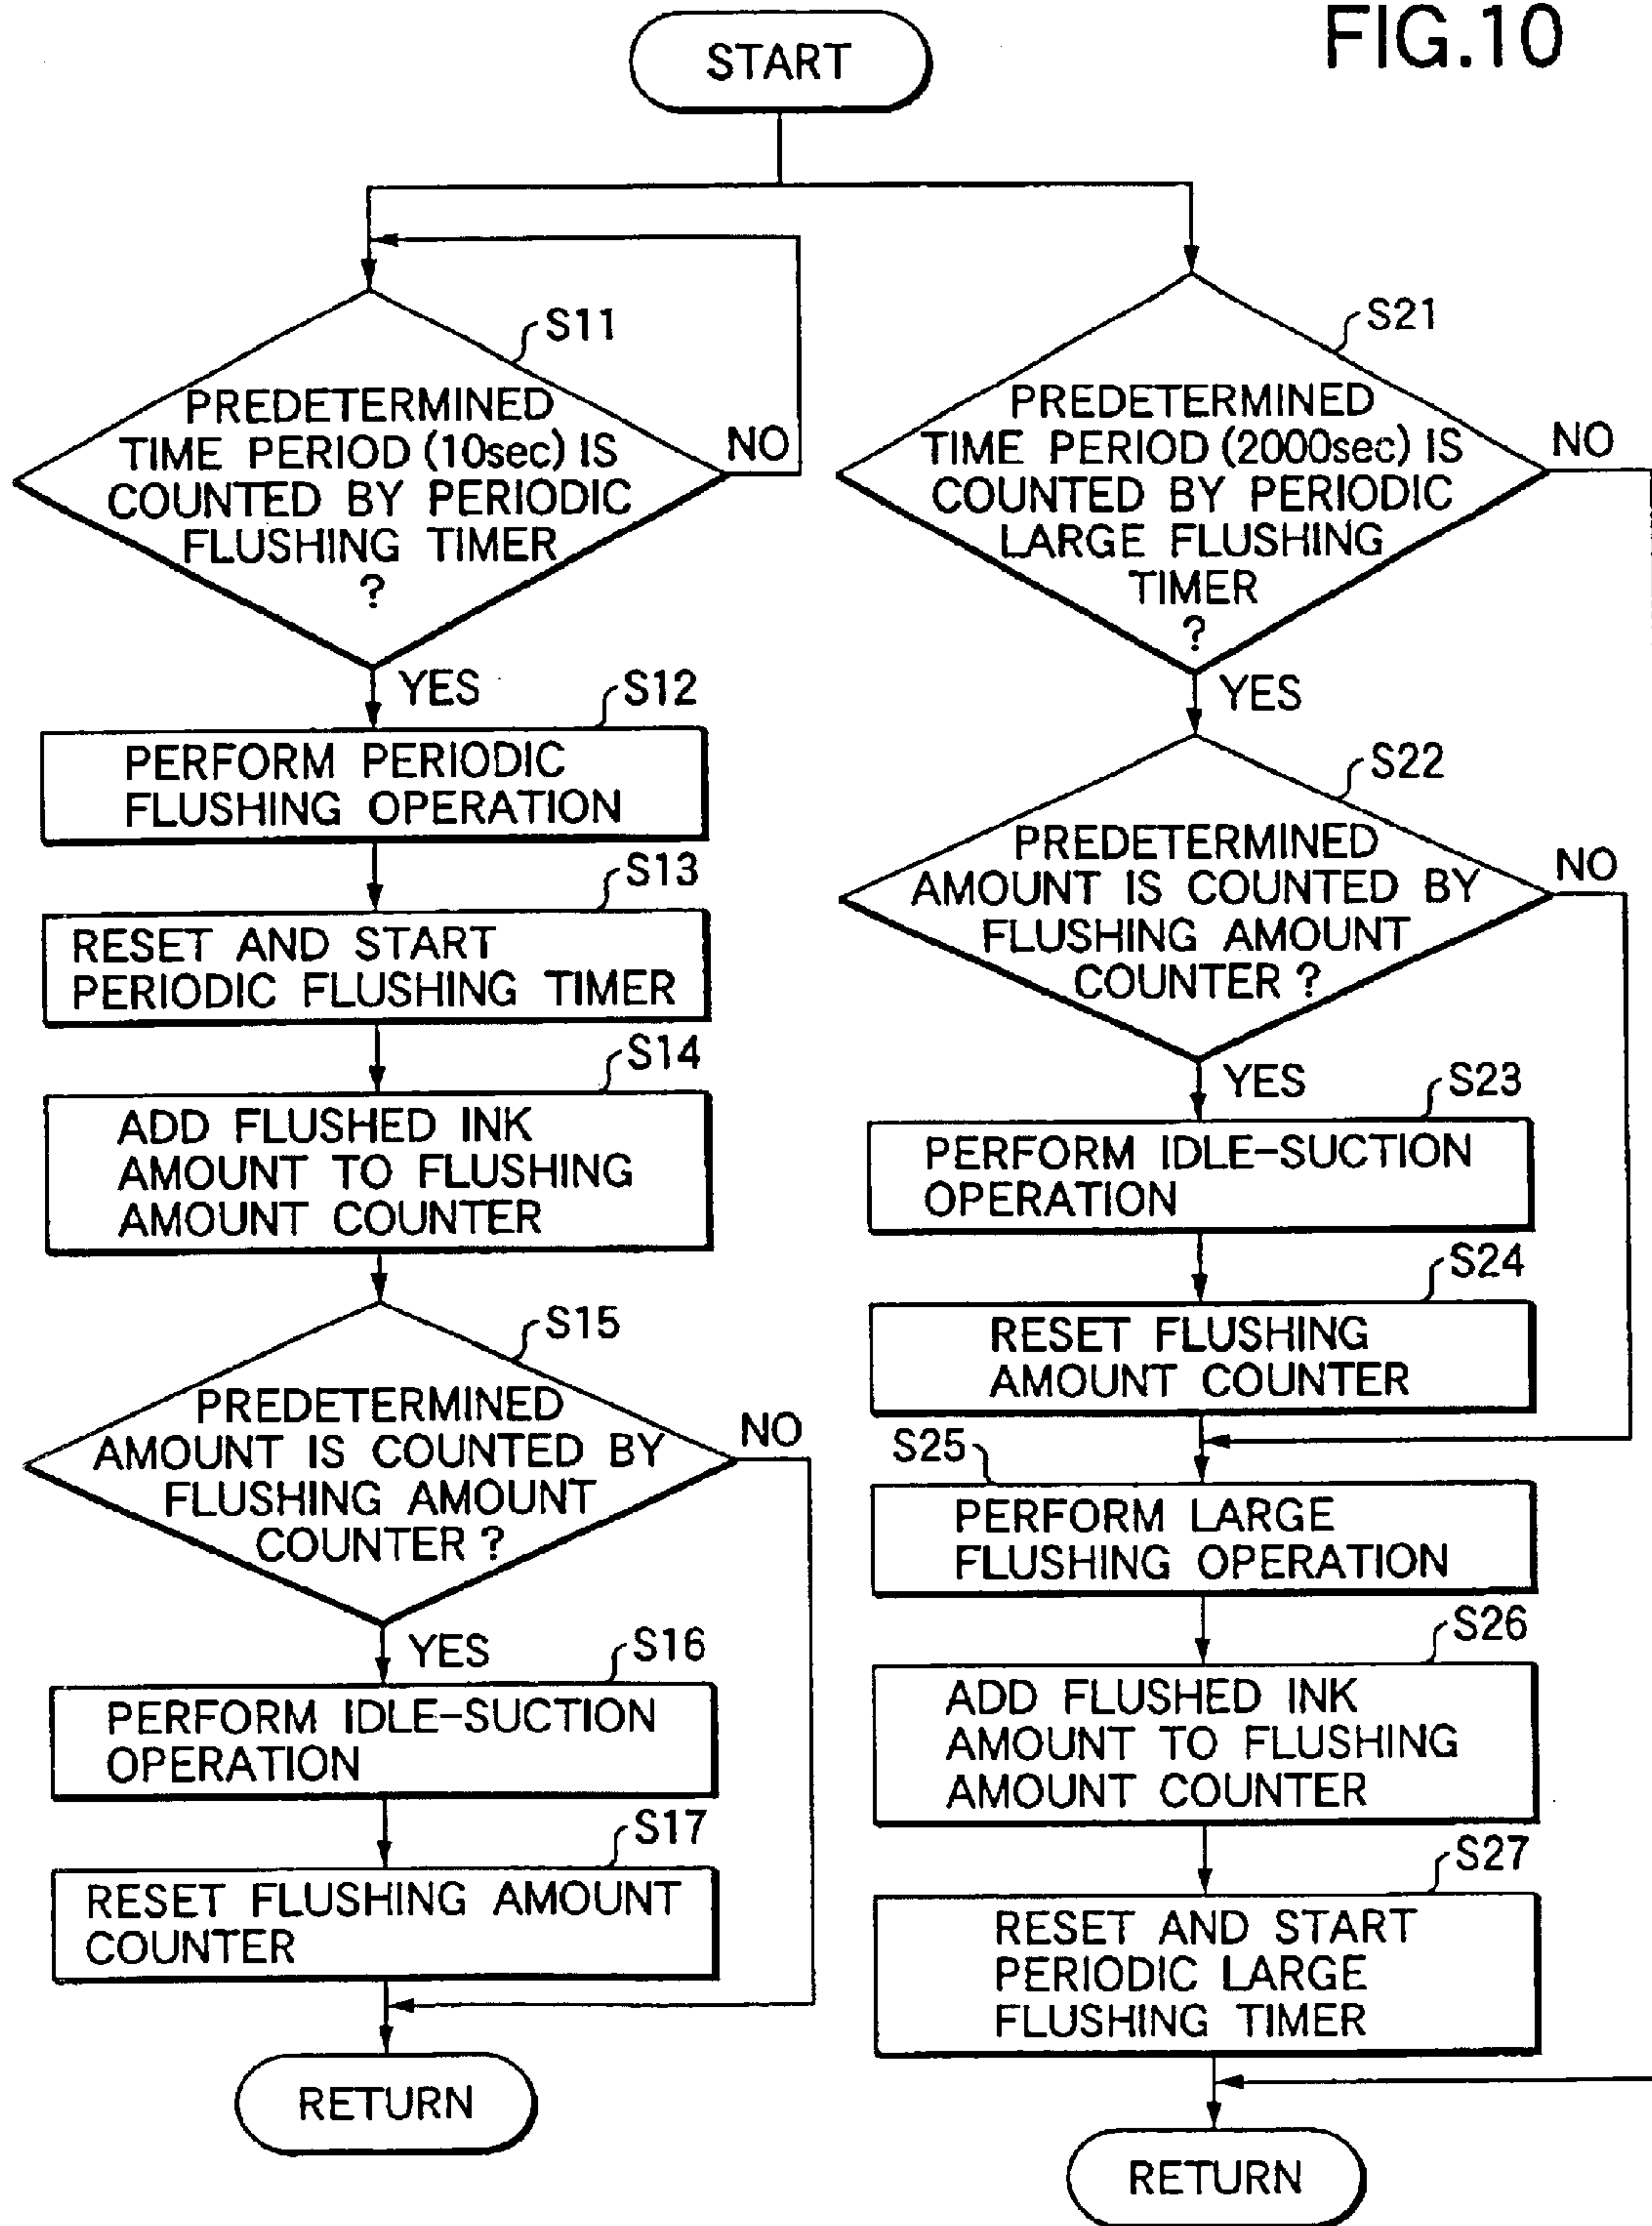 FIG.10
START
S11
PREDETERMINED
TIME PERIOD (10sec) IS
COUNTED BY PERIODIC
FLUSHING TIMER
?
NO
YES
S12
PERFORM PERIODIC
FLUSHING OPERATION
S13
RESET AND START
PERIODIC FLUSHING TIMER
S14
ADD FLUSHED INK
AMOUNT TO FLUSHING
AMOUNT COUNTER
S15
PREDETERMINED
AMOUNT IS COUNTED BY
FLUSHING AMOUNT
COUNTER ?
NO
YES
S16
PERFORM IDLE-SUCTION
OPERATION
S17
RESET FLUSHING AMOUNT
COUNTER
RETURN
S21
PREDETERMINED
TIME PERIOD (2000sec) IS
COUNTED BY PERIODIC
LARGE FLUSHING
TIMER
?
NO
YES
S22
PREDETERMINED
AMOUNT IS COUNTED BY
FLUSHING AMOUNT
COUNTER ?
NO
YES
S23
PERFORM IDLE-SUCTION
OPERATION
S24
RESET FLUSHING
AMOUNT COUNTER
S25
PERFORM LARGE
FLUSHING OPERATION
S26
ADD FLUSHED INK
AMOUNT TO FLUSHING
AMOUNT COUNTER
S27
RESET AND START
PERIODIC LARGE
FLUSHING TIMER
RETURN